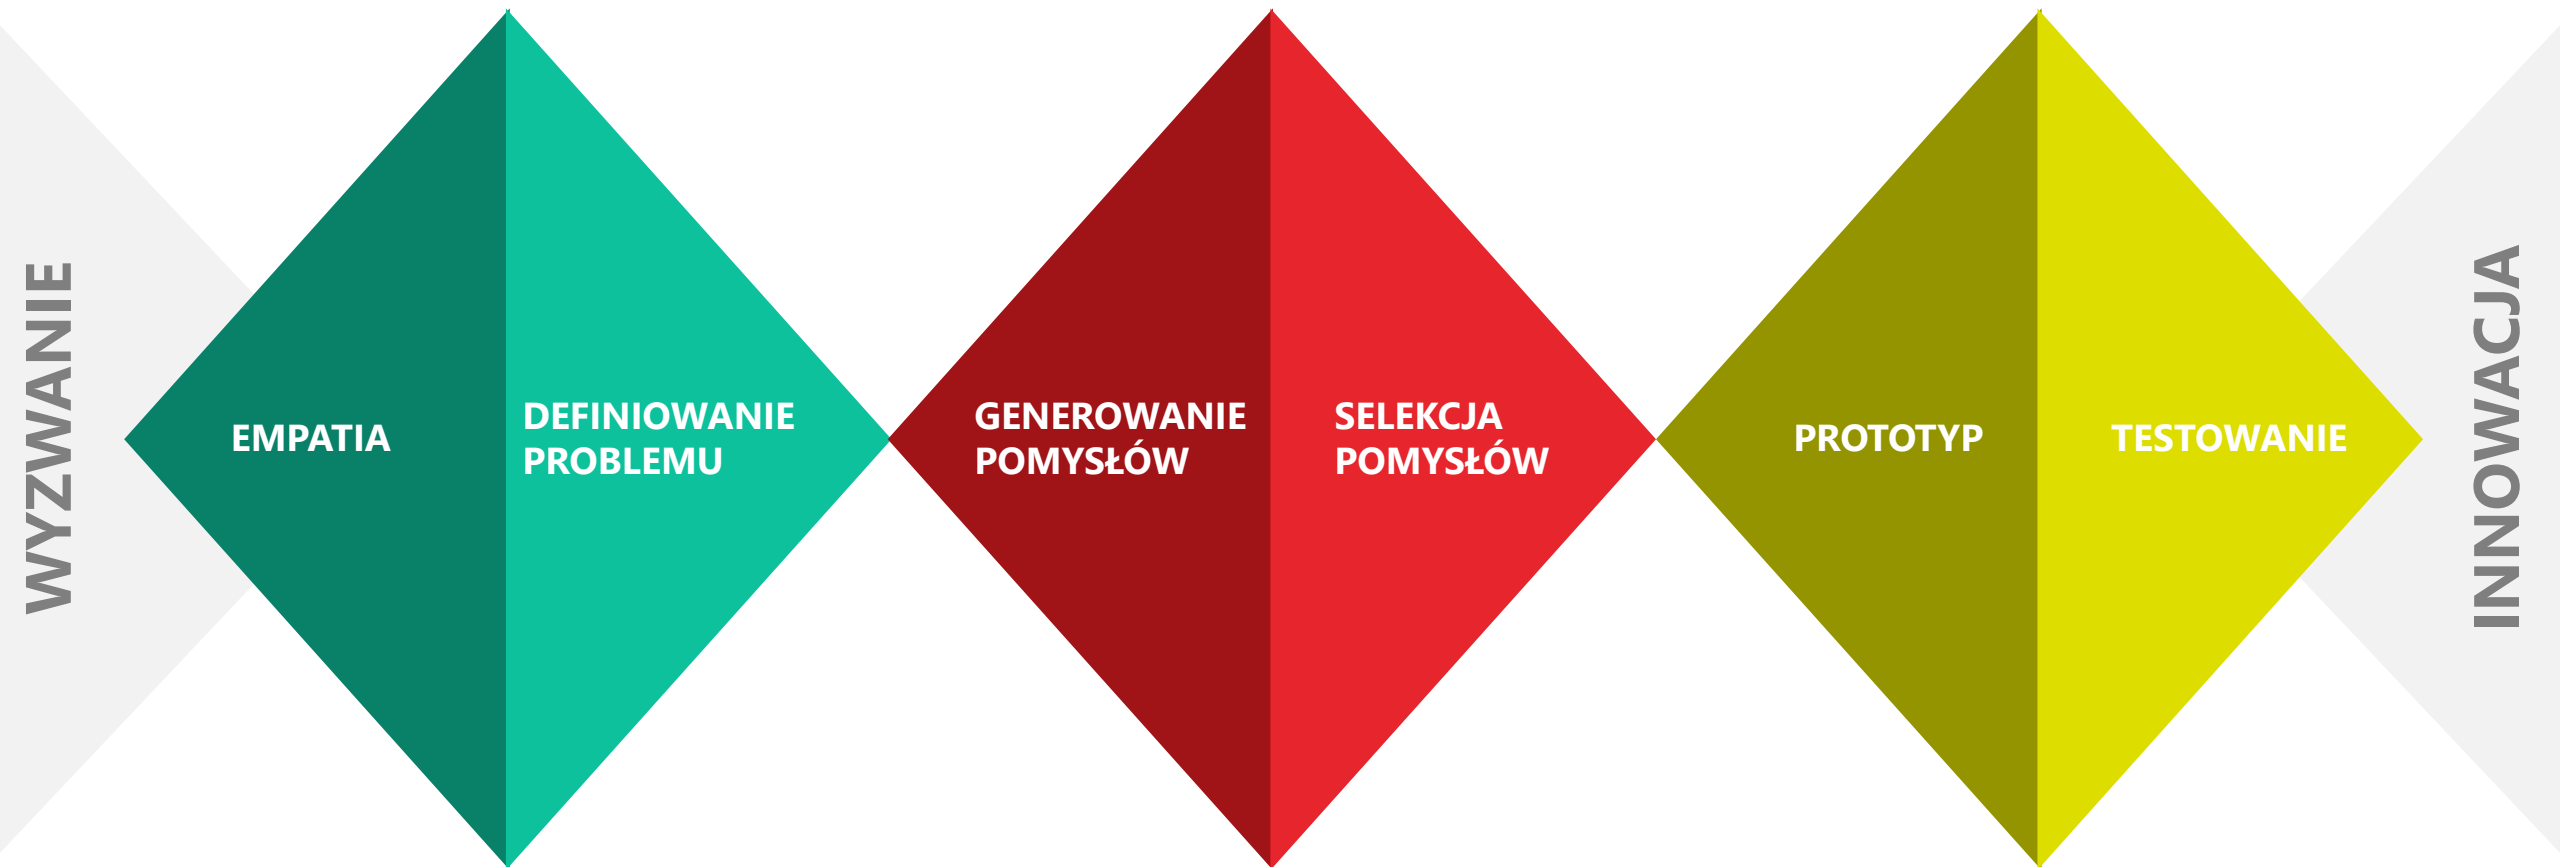 WYZWANIE
EMPATIA
DEFINIOWANIE
PROBLEMU
GENEROWANIE
POMYSŁÓW
SELEKCJA
POMYSŁÓW
PROTOTYP
TESTOWANIE
INNOWACJA